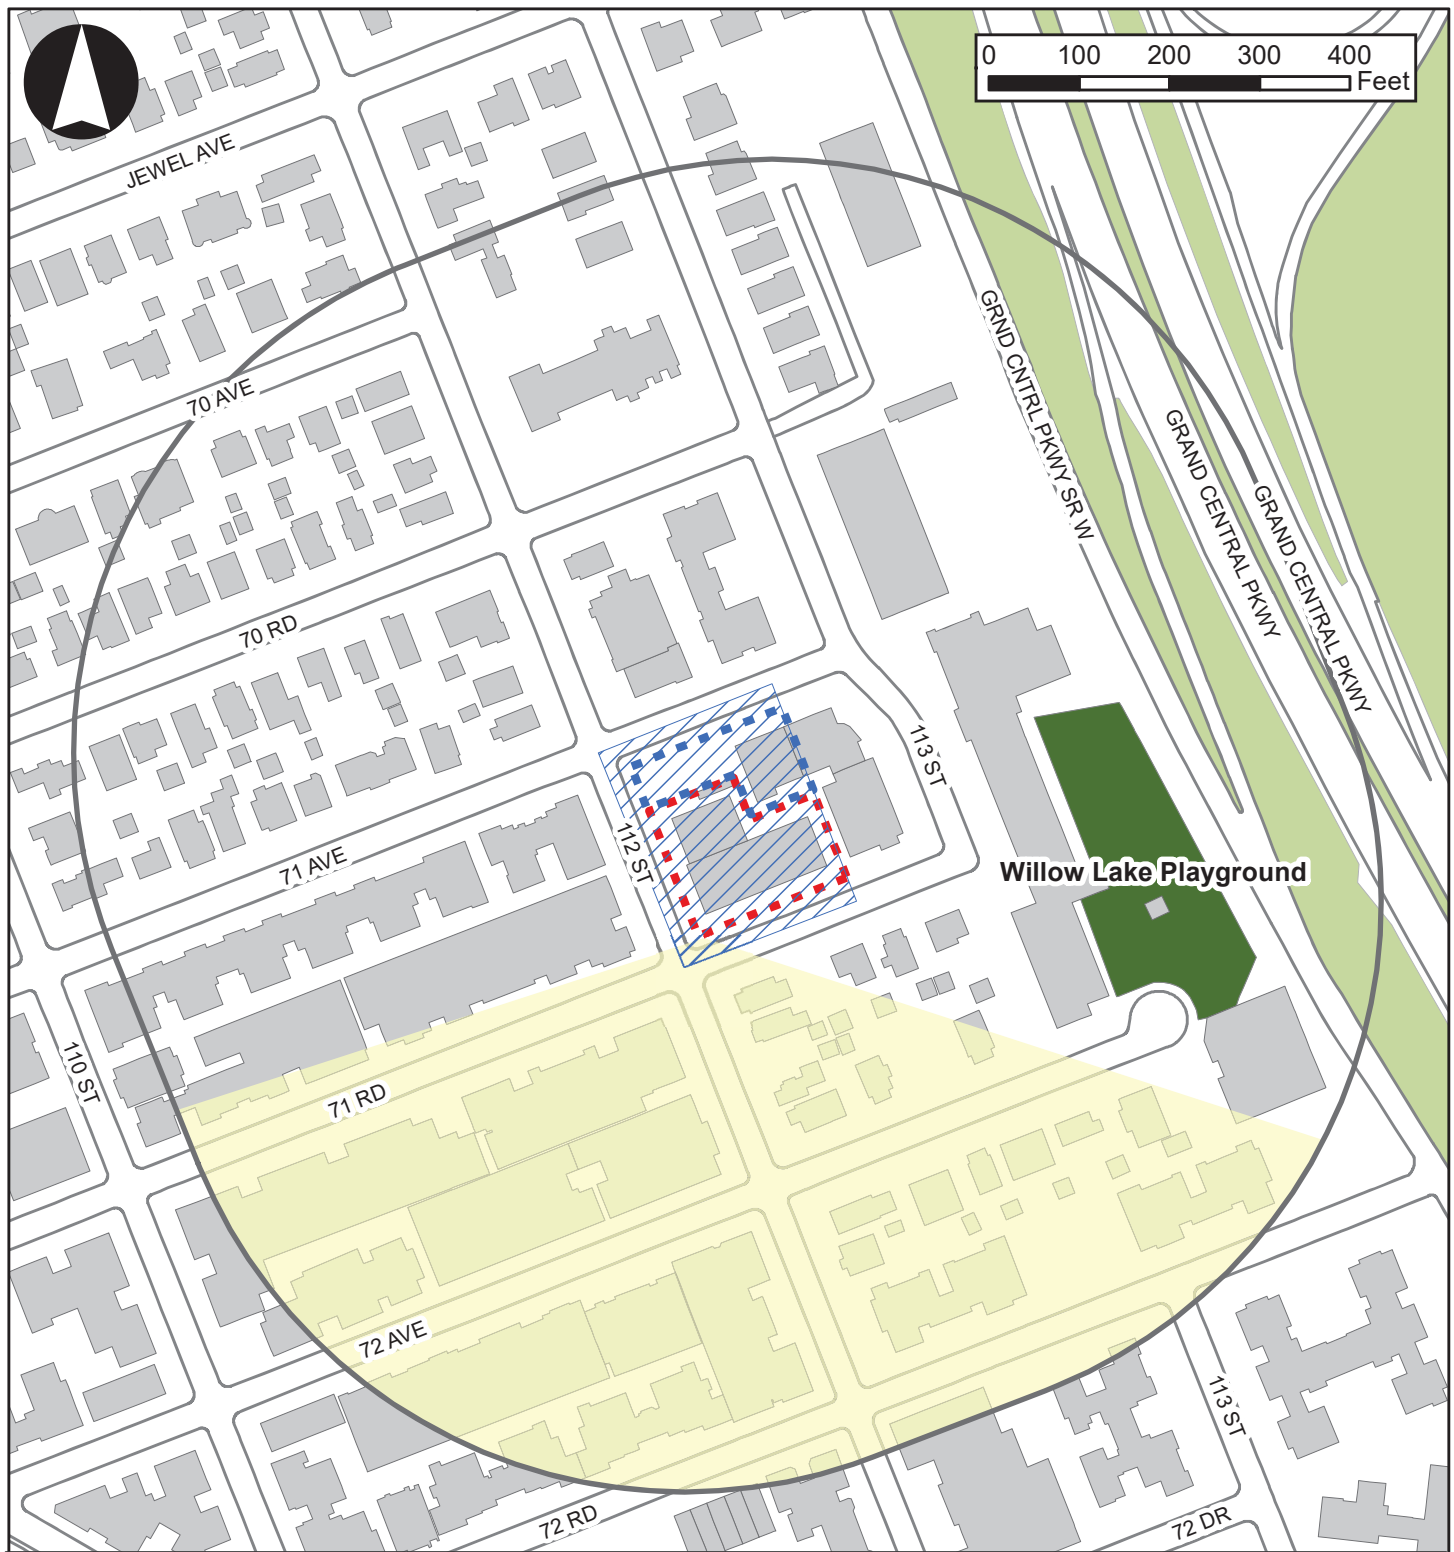 0 100 200 300 400
Feet
JEWEL AVE
GRND CNTRL PKWY SR W
70 AVE
GRAND CENTRAL PKWY
GRAND CENTRAL PKWY
70 RD
113 ST
112 ST
71 AVE
Willow Lake Playground
110 ST
71 RD
72 AVE
113 ST
72 RD
72 DR